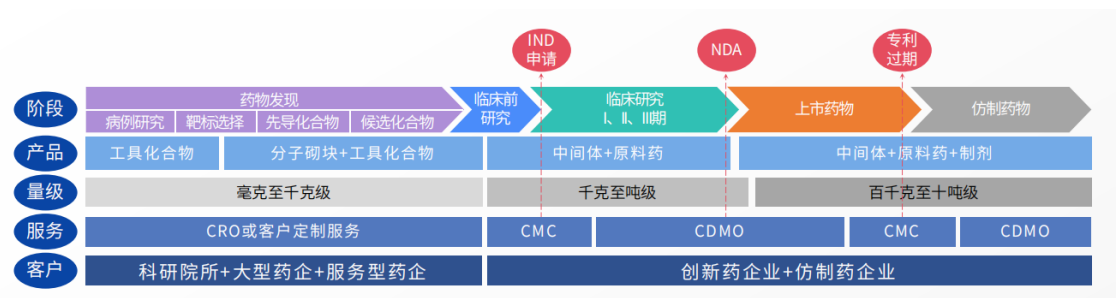 IND
申请
NDA
专利
过期
阶段
药物发现
病例研究 靶标选择 先导化合物 候选化合物
临床前
研究
临床研究
I、II、III期
上市药物
仿制药物
产品 工具化合物 分子砌块+工具化合物 中间体+原料药 中间体+原料药+制剂
量级 毫克至千克级 千克至吨级 百千克至十吨级
服务 CRO或客户定制服务 CMC CDMO CMC CDMO
客户 科研院所+大型药企+服务型药企 创新药企业+仿制药企业